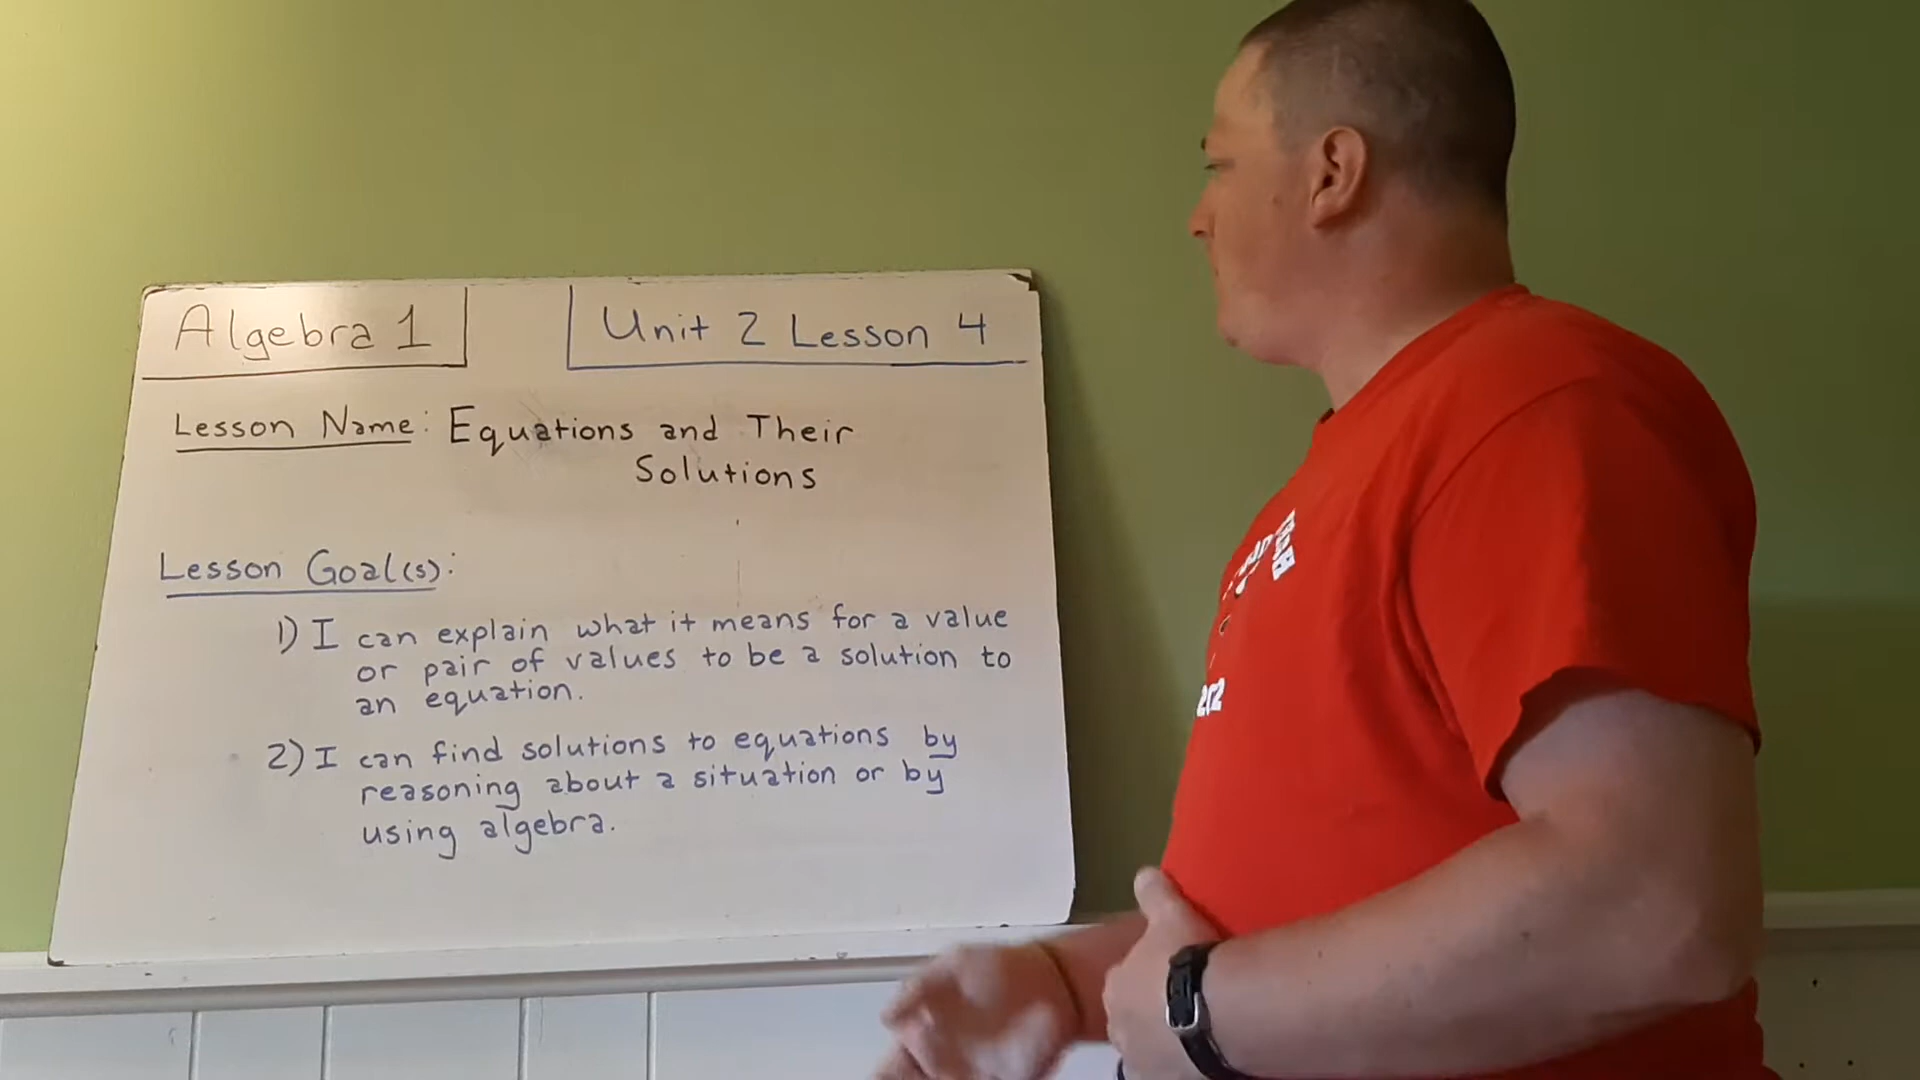 Algebra 1
Unit 2 Lesson 4
Lesson Name: Equations and Their
Solutions
Lesson Goal(s):
1) I can explain what it means for a value
or pair of values to be a solution to
an equation.
2) I can find solutions to equations by
reasoning about a situation or by
using algebra.